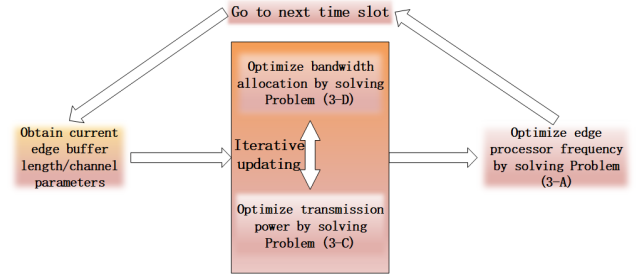 Go to next time slot
Optimize bandwidth
allocation by solving
Problem (3-D)
Obtain current
edge buffer
length/channel
parameters
Iterative
updating
Optimize transmission
power by solving
Problem (3-C)
Optimize edge
processor frequency
by solving Problem
(3-A)